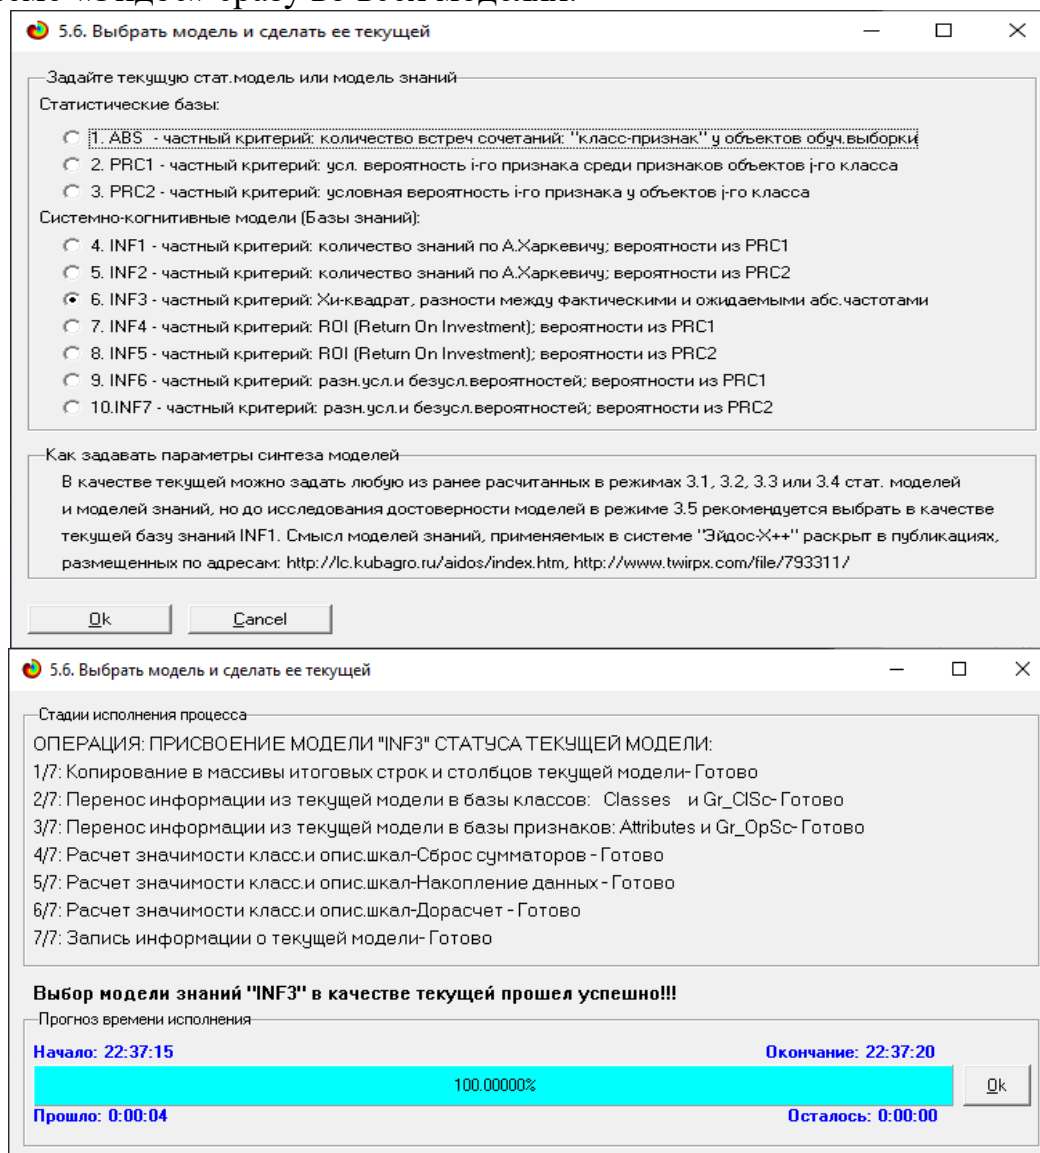 «Эйдос» сразу во всех моделях.
5.6. Выбрать модель и сделать ее текущей
Задайте текущую стат.модель или модель знаний
Статистические базы:
1. ABS - частный критерий: количество встреч сочетаний: "класс-признак" у объектов обуч.выборки
2. PRC1 - частный критерий: усл. вероятность i-го признака среди признаков объектов j-го класса
3. PRC2 - частный критерий: условная вероятность i-го признака у объектов j-го класса
Системно-когнитивные модели (Базы знаний):
4. INF1 - частный критерий: количество знаний по А.Харкевичу; вероятности из PRC1
5. INF2 - частный критерий: количество знаний по А.Харкевичу; вероятности из PRC2
6. INF3 - частный критерий: Хи-квадрат, разности между фактическими и ожидаемыми абс.частотами
7. INF4 - частный критерий: ROI (Return On Investment); вероятности из PRC1
8. INF5 - частный критерий: ROI (Return On Investment); вероятности из PRC2
9. INF6 - частный критерий: разн.усл.и безусл.вероятностей; вероятности из PRC1
10.INF7 - частный критерий: разн.усл.и безусл.вероятностей; вероятности из PRC2
Как задавать параметры синтеза моделей
В качестве текущей можно задать любую из ранее расчитанных в режимах 3.1, 3.2, 3.3 или 3.4 стат. моделей
и моделей знаний, но до исследования достоверности моделей в режиме 3.5 рекомендуется выбрать в качестве
текущей базу знаний INF1. Смысл моделей знаний, применяемых в системе "Эйдос-Х++" раскрыт в публикациях,
размещенных по адресам: http://lc.kubagro.ru/aidos/index.htm, http://www.twirpx.com/file/793311/
Ok Cancel
5.6. Выбрать модель и сделать ее текущей
Стадии исполнения процесса
ОПЕРАЦИЯ: ПРИСВОЕНИЕ МОДЕЛИ "INF3" СТАТУСА ТЕКУЩЕЙ МОДЕЛИ:
1/7: Копирование в массивы итоговых строк и столбцов текущей модели- Готово
2/7: Перенос информации из текущей модели в базы классов: Classes и Gr_ClSc- Готово
3/7: Перенос информации из текущей модели в базы признаков: Attributes и Gr_OpSc- Готово
4/7: Расчет значимости класс.и опис.шкал-Сброс сумматоров - Готово
5/7: Расчет значимости класс.и опис.шкал-Накопление данных - Готово
6/7: Расчет значимости класс.и опис.шкал-Дорасчет - Готово
7/7: Запись информации о текущей модели- Готово
Выбор модели знаний "INF3" в качестве текущей прошел успешно!!!
Прогноз времени исполнения
Начало: 22:37:15 Окончание: 22:37:20
100.00000% Ok
Прошло: 0:00:04 Осталось: 0:00:00